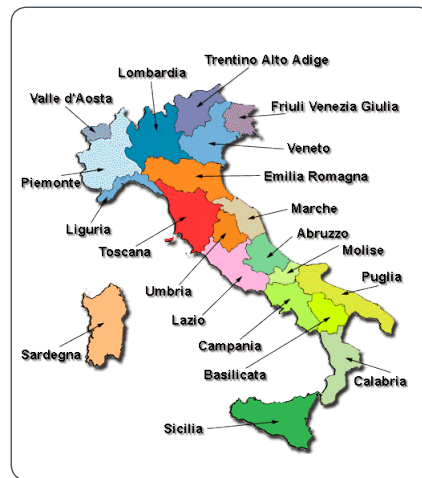 Trentino Alto Adige
Lombardia
Valle d'Aosta
Friuli Venezia Giulia
Veneto
Piemonte
Emilia Romagna
Marche
Liguria
Abruzzo
Toscana
Molise
Puglia
Umbria
Lazio
Campania
Sardegna
Basilicata
Calabria
Sicilia